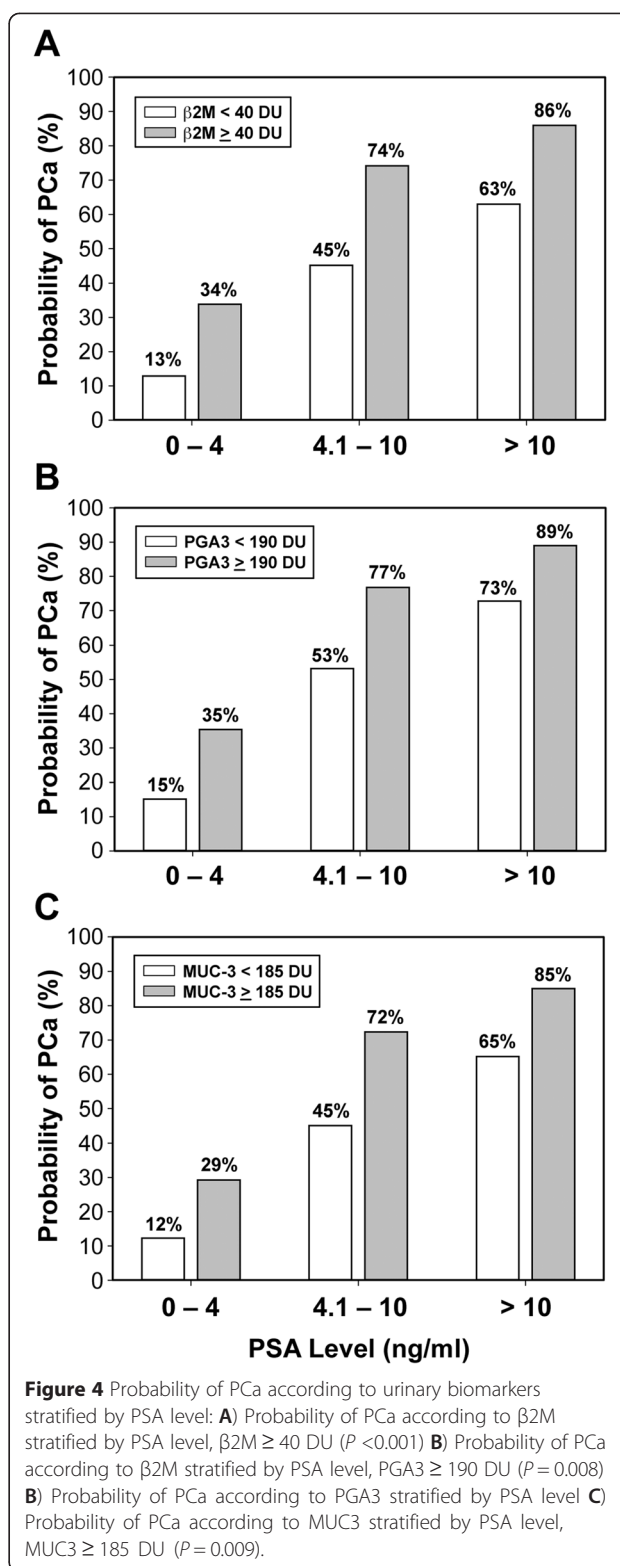 A
Probability of PCa (%)
100
90
80
70
60
50
40
30
20
10
0
β2M < 40 DU
β2M ≥ 40 DU
13%
34%
45%
74%
63%
86%
0 – 4
4.1 – 10
> 10
B
Probability of PCa (%)
100
90
80
70
60
50
40
30
20
10
0
PGA3 < 190 DU
PGA3 ≥ 190 DU
15%
35%
53%
77%
73%
89%
0 – 4
4.1 – 10
> 10
C
Probability of PCa (%)
100
90
80
70
60
50
40
30
20
10
0
MUC-3 < 185 DU
MUC-3 ≥ 185 DU
12%
29%
45%
72%
65%
85%
0 – 4
4.1 – 10
> 10
PSA Level (ng/ml)
Figure 4 Probability of PCa according to urinary biomarkers
stratified by PSA level: A) Probability of PCa according to β2M
stratified by PSA level, β2M ≥ 40 DU (P <0.001) B) Probability of PCa
according to β2M stratified by PSA level, PGA3 ≥ 190 DU (P = 0.008)
B) Probability of PCa according to PGA3 stratified by PSA level C)
Probability of PCa according to MUC3 stratified by PSA level,
MUC3 ≥ 185 DU (P = 0.009).